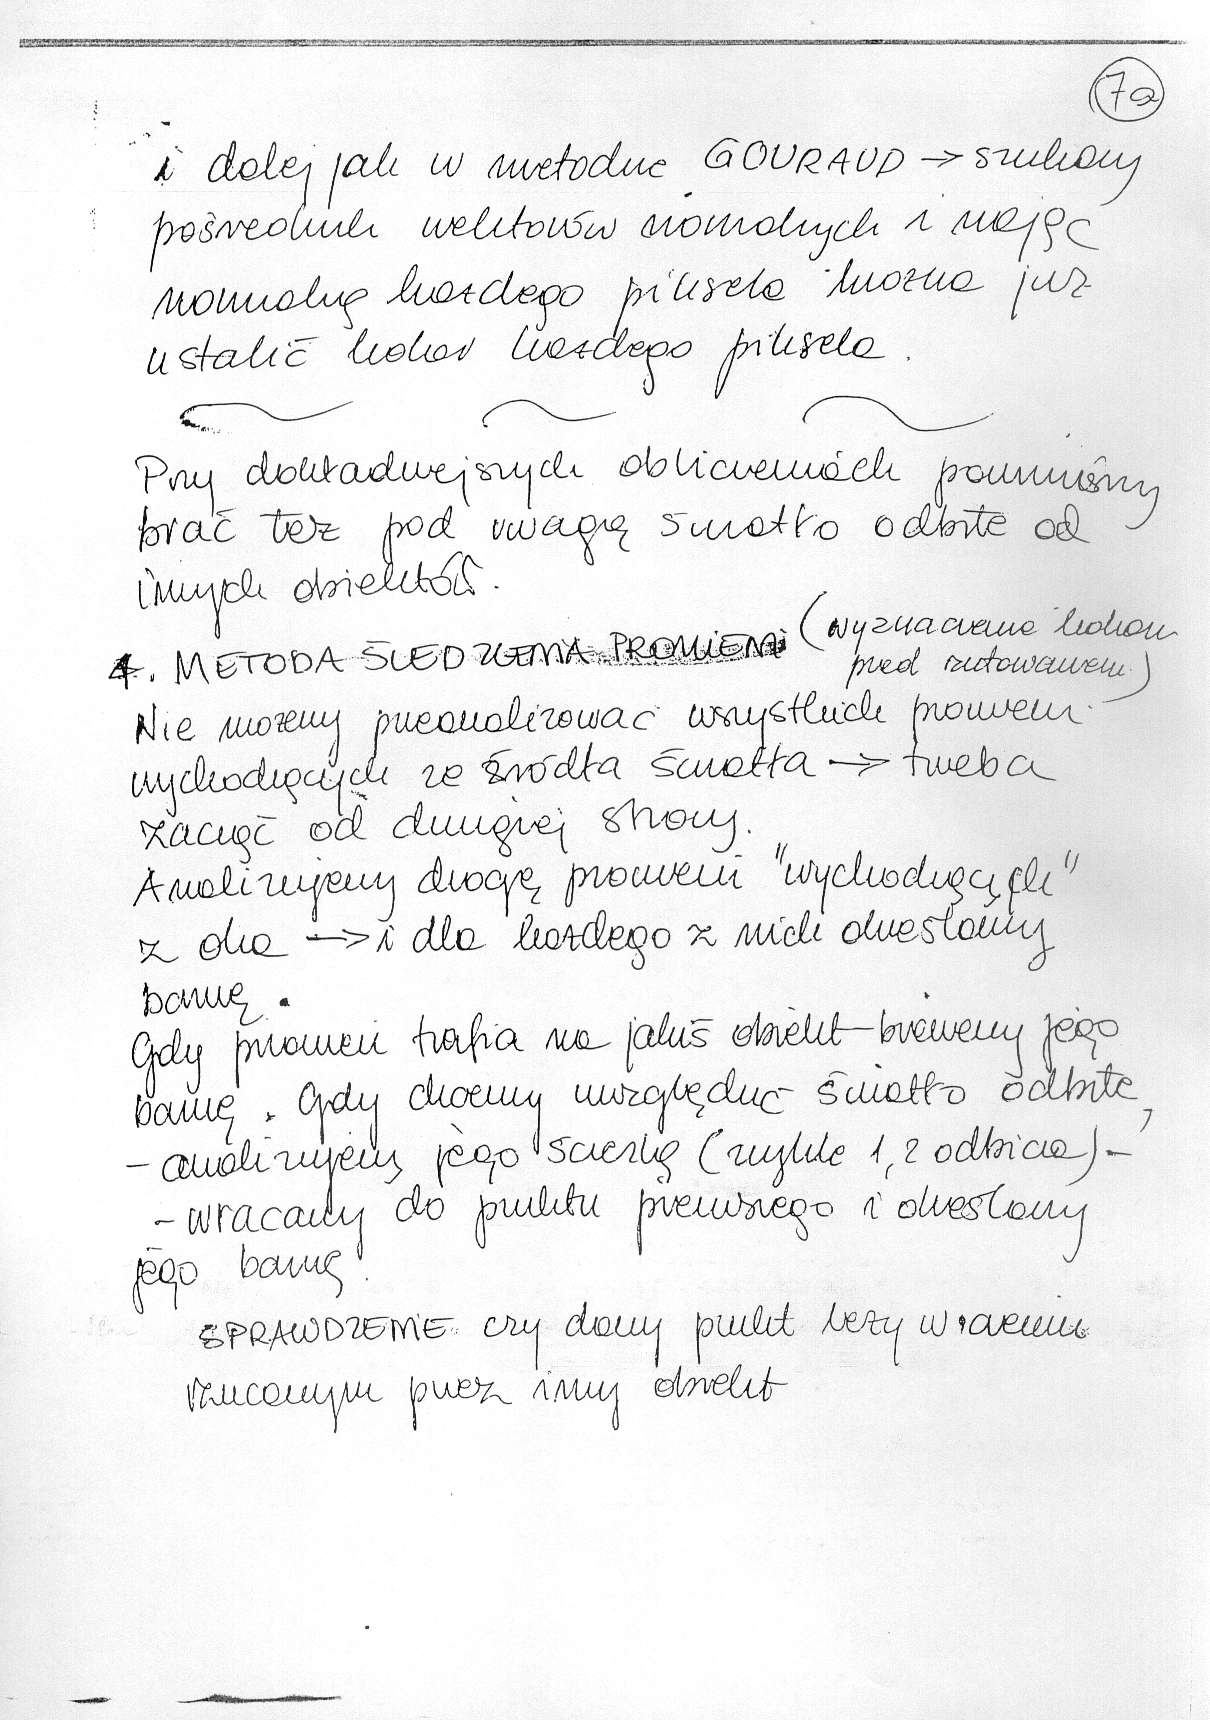 7a
i dalej jak w metodzie GOURAUD → szukamy
pośrednich wektorów normalnych i mając
normalną każdego piksela można już
ustalić kolor każdego piksela.
Przy dokładniejszych obliczeniach powinniśmy
brać też pod uwagę światło odbite od
innych obiektów.
4. METODA ŚLEDZENIA PROMIENI (wyznaczenie koloru
przed rzutowaniem)
Nie możemy przeanalizować wszystkich promieni
wychodzących ze źródła światła → trzeba
zacząć od drugiej strony.
Analizujemy drogę promieni "wychodzących"
z oka → i dla każdego z nich określamy
barwę.
Gdy promień trafia na jakiś obiekt - bierzemy jego
barwę. Gdy chcemy uwzględnić światło odbite,
- analizujemy jego ścieżkę (zwykle 1, 2 odbicia) -
- wracamy do punktu pierwszego i określamy
jego barwę.
SPRAWDZENIE czy dany punkt leży w cieniu
rzucanym przez inny obiekt